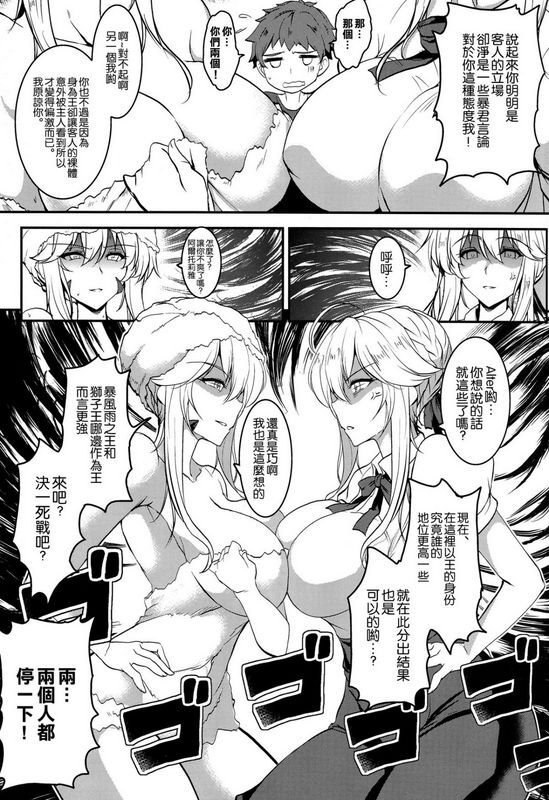 說起來你明明是
客人的立場
卻淨是一些暴君言論
對於你這種態度我！
那…
那個…
你…
你們兩個！
啊~對不起啊
另一個我喲
你也不過是因為
身為王卻讓客人的裸體
意外被主人看到所以
才變得偏激而已。
我原諒你。
呼呼…
怎麼了？
讓你不爽了嗎？
阿爾托莉雅
Alter喲…
你想說的話
就這些了嗎？
還真是巧啊
我也是這麼想的
暴風雨之王和
獅子王哪邊作為王
而言更強
來吧？
決一死戰吧？
現在、
在這裡以王的身份
究竟誰的
地位更高一些
就在此分出結果
也是
可以的喲…？
兩…
兩個人都
停一下！
ゴゴゴ
ゴゴゴ